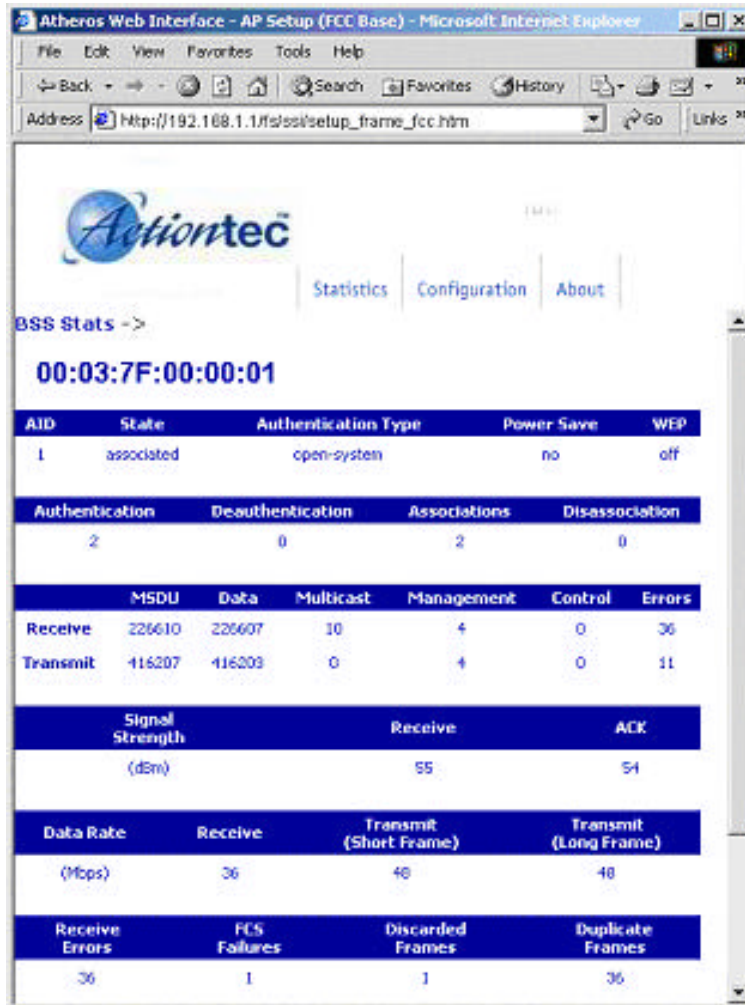 Atheros Web Interface - AP Setup (FCC Base) - Microsoft Internet Explorer
File Edit View Favorites Tools Help
Back Search Favorites History
Address http://192.168.1.1/fs/ssi/setup_frame_fcc.htm Go Links
Actiontec
Statistics Configuration About
BSS Stats ->
00:03:7F:00:00:01
AID State Authentication Type Power Save WEP
1 associated open-system no off
Authentication Deauthentication Associations Disassociation
2 0 2 0
MSDU Data Multicast Management Control Errors
Receive 226610 226607 10 4 0 36
Transmit 416207 416203 0 4 0 11
Signal Strength Receive ACK
(dBm) 55 54
Data Rate Receive Transmit (Short Frame) Transmit (Long Frame)
(Mbps) 36 48 48
Receive Errors FCS Failures Discarded Frames Duplicate Frames
36 1 1 36